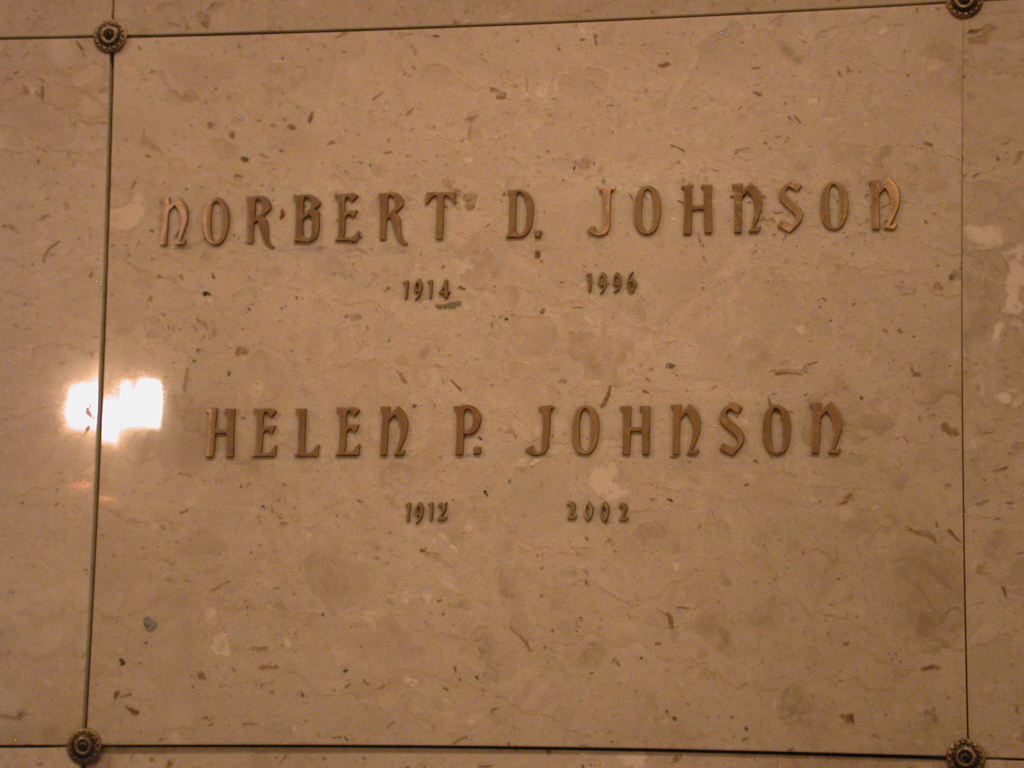 NORBERT D. JOHNSON
1914 1996
HELEN P. JOHNSON
1912 2002